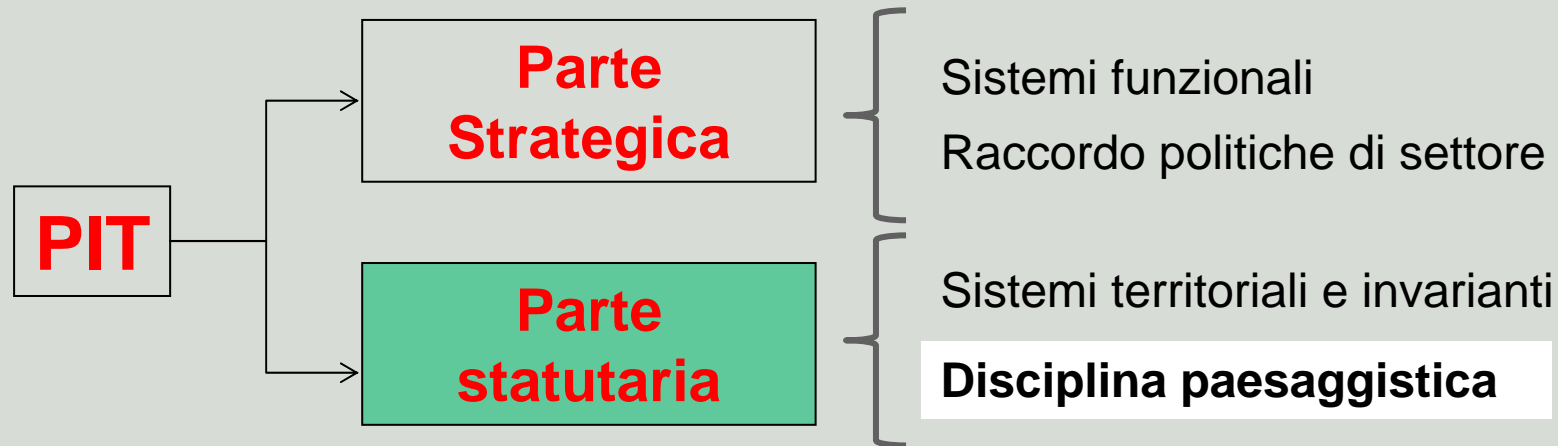 PIT
Parte
Strategica
Sistemi funzionali
Raccordo politiche di settore
Parte
statutaria
Sistemi territoriali e invarianti
Disciplina paesaggistica